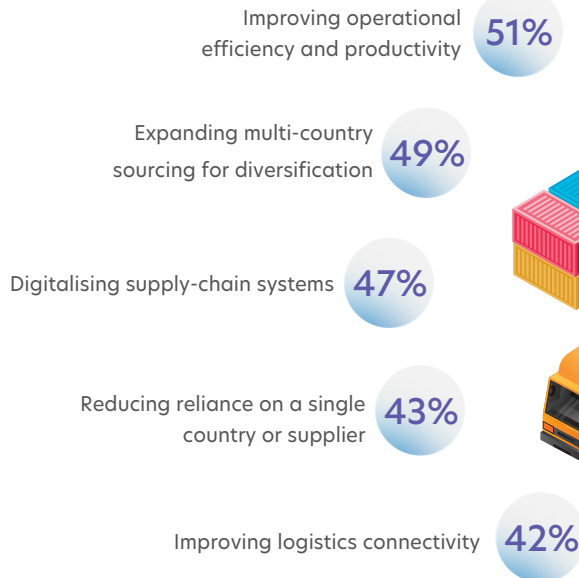 Improving operational
efficiency and productivity
51%
Expanding multi-country
sourcing for diversification
49%
Digitalising supply-chain systems
47%
Reducing reliance on a single
country or supplier
43%
Improving logistics connectivity
42%